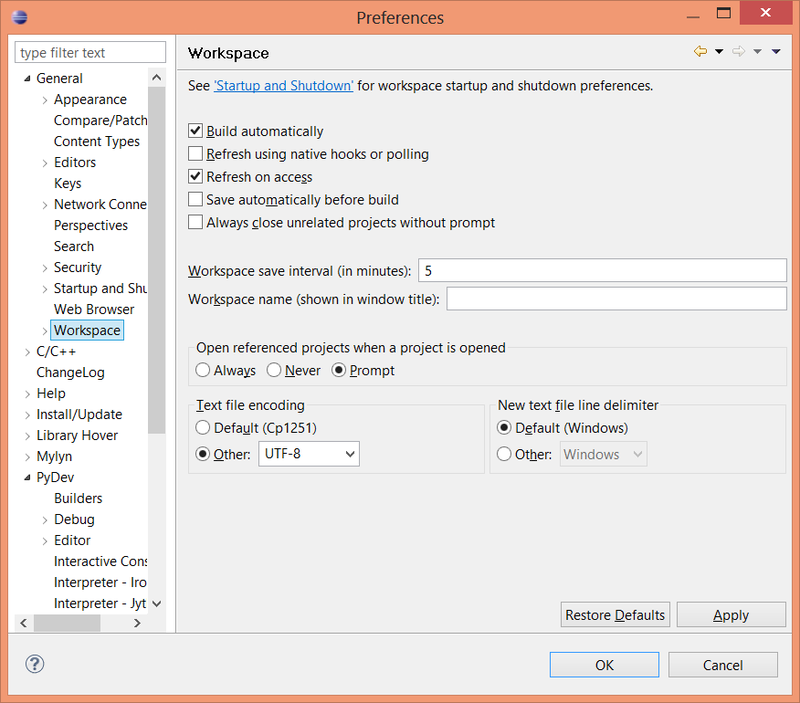 Preferences
type filter text
General
Appearance
Compare/Patch
Content Types
Editors
Keys
Network Conne
Perspectives
Search
Security
Startup and Shu
Web Browser
Workspace
C/C++
ChangeLog
Help
Install/Update
Library Hover
Mylyn
PyDev
Builders
Debug
Editor
Interactive Cons
Interpreter - Iro
Interpreter - Jyt
Workspace
See 'Startup and Shutdown' for workspace startup and shutdown preferences.
Build automatically
Refresh using native hooks or polling
Refresh on access
Save automatically before build
Always close unrelated projects without prompt
Workspace save interval (in minutes): 5
Workspace name (shown in window title):
Open referenced projects when a project is opened
Always Never Prompt
Text file encoding
Default (Cp1251)
Other: UTF-8
New text file line delimiter
Default (Windows)
Other: Windows
Restore Defaults Apply
? OK Cancel